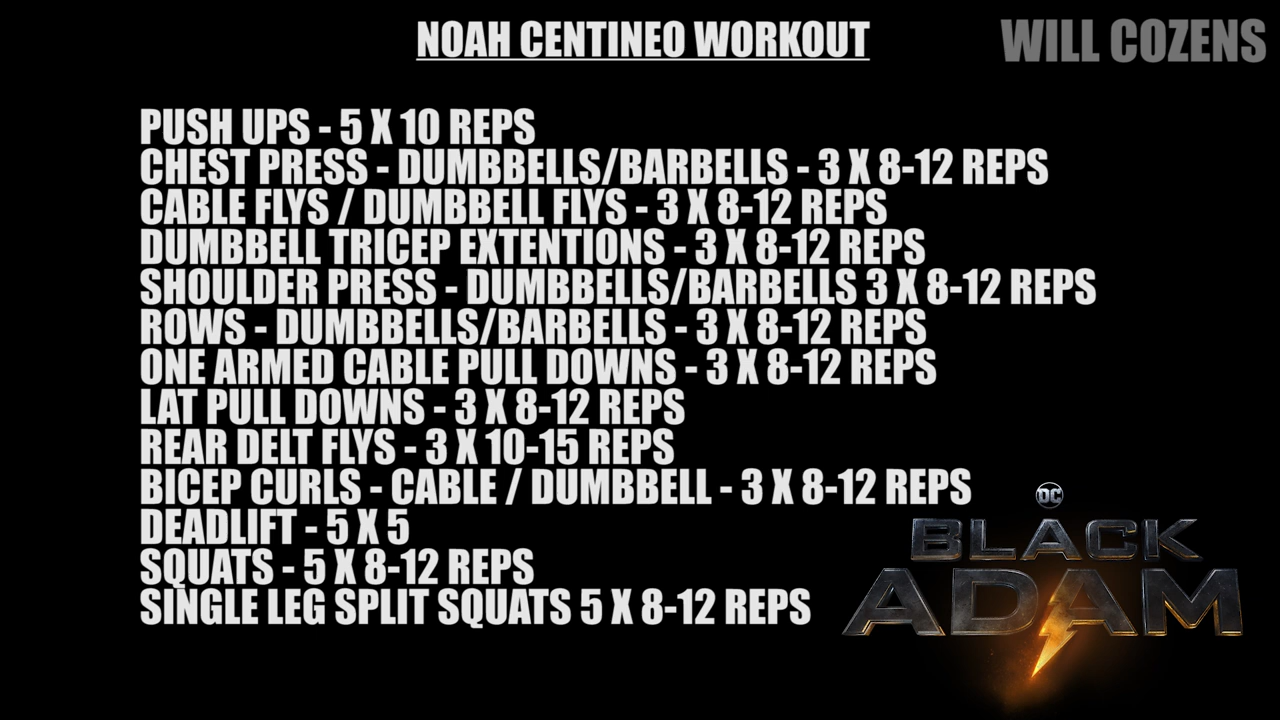 NOAH CENTINEO WORKOUT
WILL COZENS
PUSH UPS - 5 X 10 REPS
CHEST PRESS - DUMBBELLS/BARBELLS - 3 X 8-12 REPS
CABLE FLYS / DUMBBELL FLYS - 3 X 8-12 REPS
DUMBBELL TRICEP EXTENTIONS - 3 X 8-12 REPS
SHOULDER PRESS - DUMBBELLS/BARBELLS 3 X 8-12 REPS
ROWS - DUMBBELLS/BARBELLS - 3 X 8-12 REPS
ONE ARMED CABLE PULL DOWNS - 3 X 8-12 REPS
LAT PULL DOWNS - 3 X 8-12 REPS
REAR DELT FLYS - 3 X 10-15 REPS
BICEP CURLS - CABLE / DUMBBELL - 3 X 8-12 REPS
DEADLIFT - 5 X 5
SQUATS - 5 X 8-12 REPS
SINGLE LEG SPLIT SQUATS 5 X 8-12 REPS
DC
BLACK
ADAM